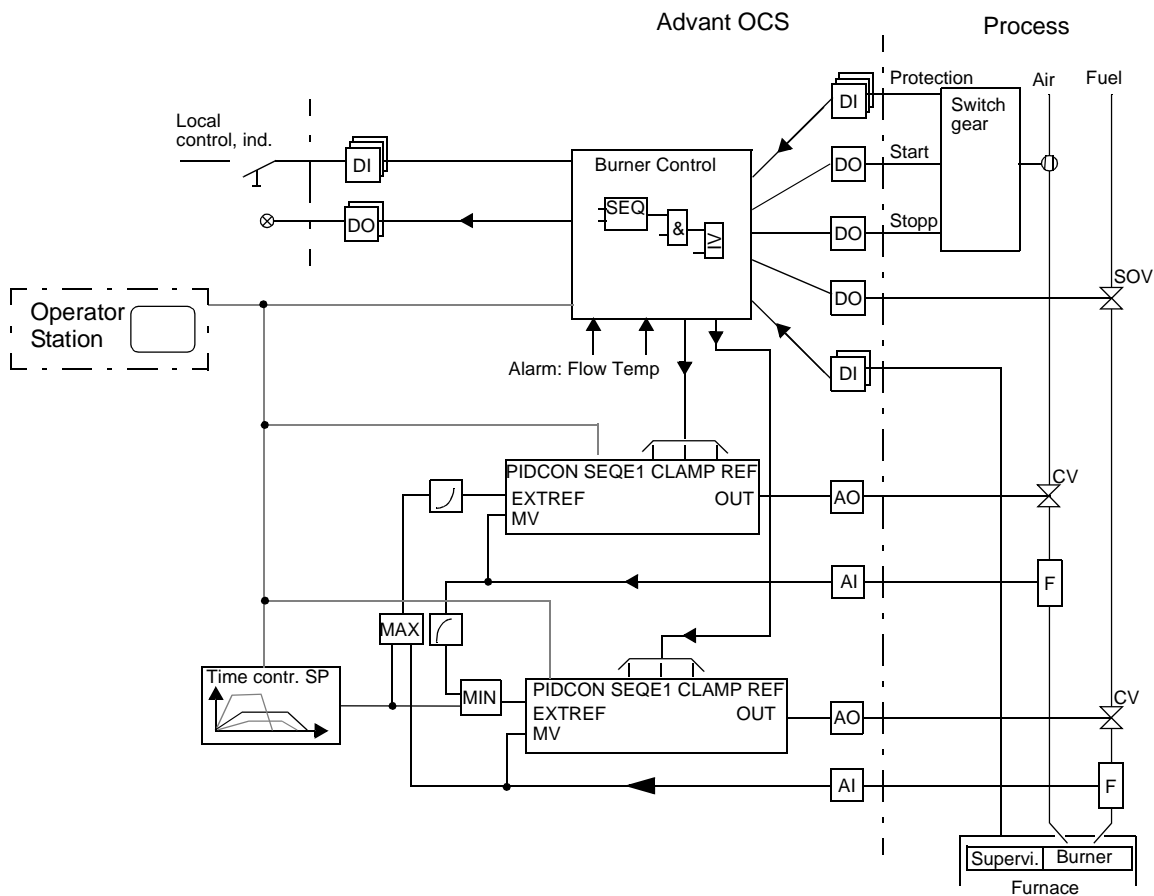 Advant OCS
Process
Protection
Air
Fuel
DI
Switch
gear
Local
control, ind.
DI
Burner Control
DO
Start
SEQ
&
≥1
DO
DO
Stopp
SOV
DO
Operator
Station
Alarm: Flow Temp
DI
PIDCON SEQE1 CLAMP REF
EXTREF
OUT
MV
AO
CV
AI
F
MAX
Time contr. SP
MIN
PIDCON SEQE1 CLAMP REF
EXTREF
OUT
MV
AO
CV
AI
F
Supervi.
Burner
Furnace